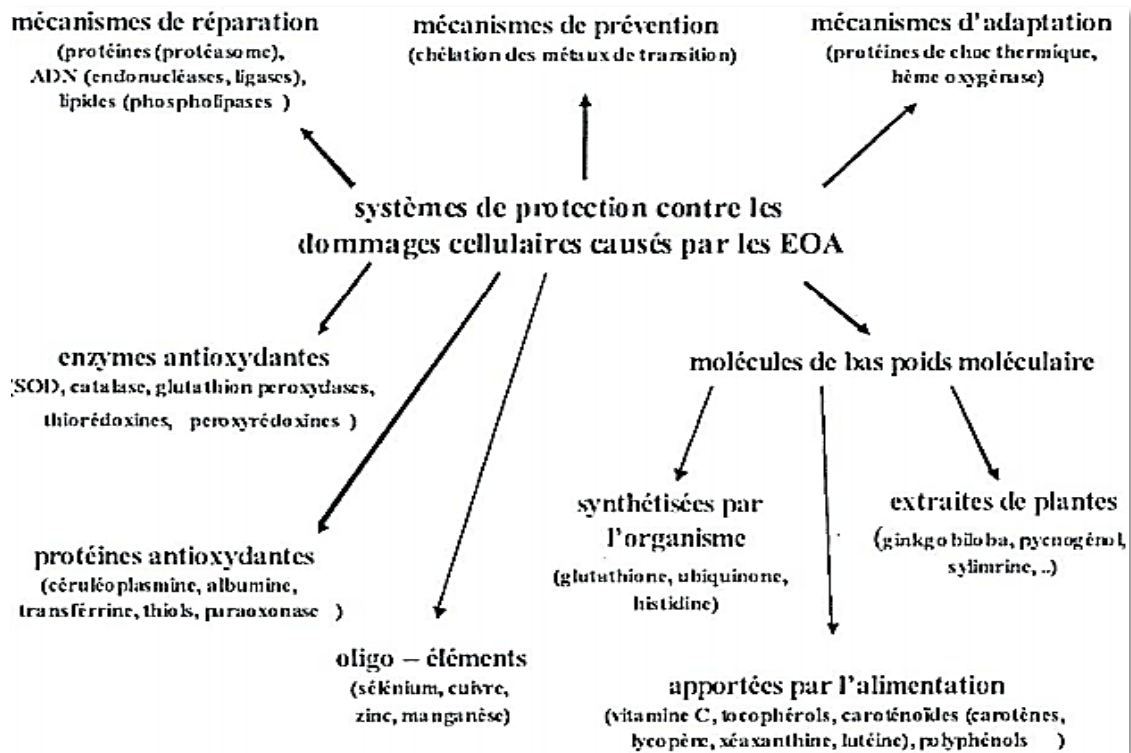 mécanismes de réparation
(protéines (protéasome),
ADN (endonucléases, ligases),
lipides (phospholipases )
mécanismes de prévention
(chélation des métaux de transition)
mécanismes d'adaptation
(protéines de choc thermique,
hème oxygénase)
systèmes de protection contre les
dommages cellulaires causés par les EOA
enzymes antioxydantes
(SOD, catalase, glutathion peroxydases,
thiorédoxines, peroxyrédoxines )
molécules de bas poids moléculaire
protéines antioxydantes
(céruléoplasmine, albumine,
transférrine, thiols, paraoxonase )
oligo – éléments
(sélénium, cuivre,
zinc, manganèse)
synthétisées par
l'organisme
(glutathione, ubiquinone,
histidine)
extraites de plantes
(ginkgo biloba, pycnogénol,
sylimrine, ..)
apportées par l'alimentation
(vitamine C, tocophérols, caroténoïdes (carotènes,
lycopère, xéaxanthine, lutéine), polyphénols )